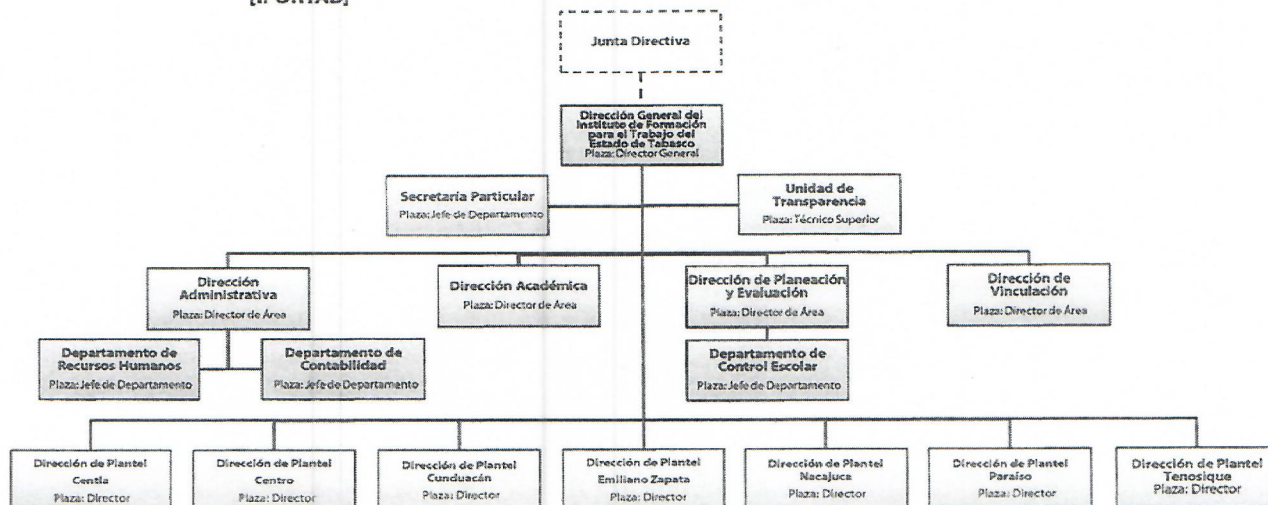 Junta Directiva
Dirección General del
Instituto de Formación
para el Trabajo del
Estado de Tabasco
Plaza: Director General
Secretaría Particular
Plaza: Jefe de Departamento
Unidad de
Transparencia
Plaza: Técnico Superior
Dirección
Administrativa
Plaza: Director de Área
Dirección Académica
Plaza: Director de Área
Dirección de Planeación
y Evaluación
Plaza: Director de Área
Dirección de
Vinculación
Plaza: Director de Área
Departamento de
Recursos Humanos
Plaza: Jefe de Departamento
Departamento de
Contabilidad
Plaza: Jefe de Departamento
Departamento de
Control Escolar
Plaza: Jefe de Departamento
Dirección de Plantel
Centla
Plaza: Director
Dirección de Plantel
Centro
Plaza: Director
Dirección de Plantel
Cunduacán
Plaza: Director
Dirección de Plantel
Emiliano Zapata
Plaza: Director
Dirección de Plantel
Nacajuca
Plaza: Director
Dirección de Plantel
Paraíso
Plaza: Director
Dirección de Plantel
Tenosique
Plaza: Director